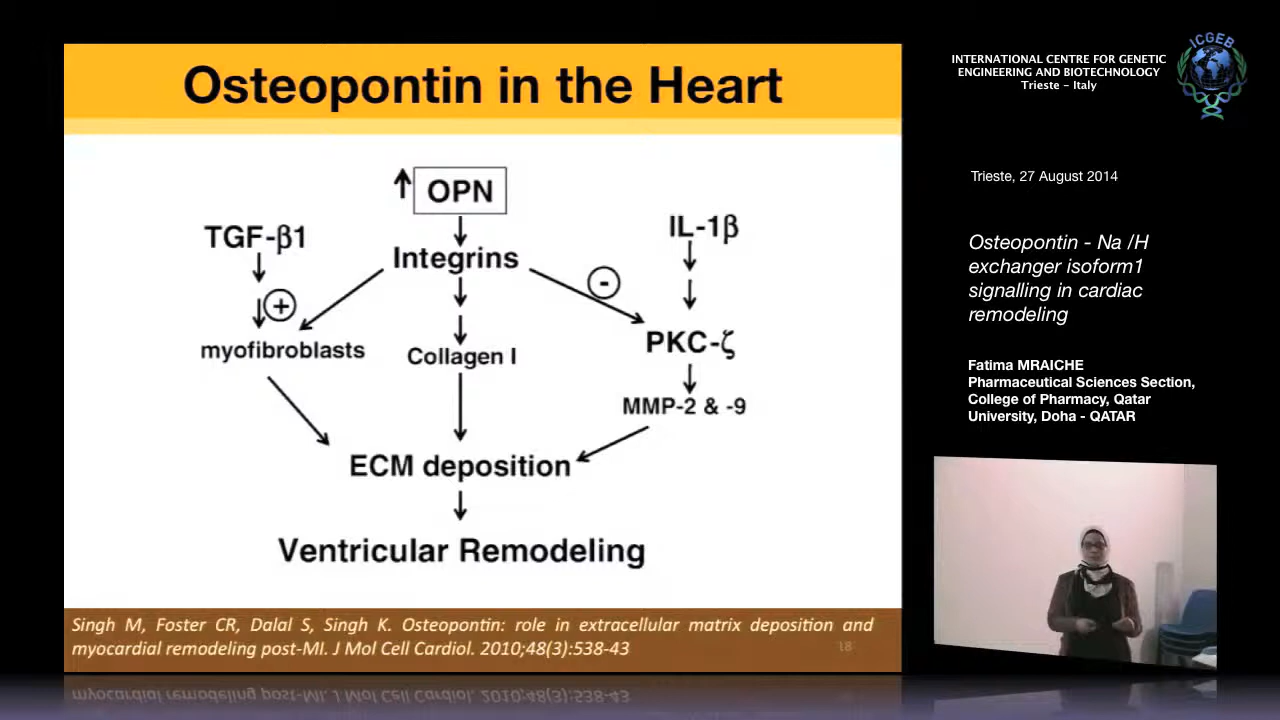 Osteopontin in the Heart
↑ OPN
TGF-β1
IL-1β
Integrins
+
-
myofibroblasts
Collagen I
PKC-ζ
MMP-2 & -9
ECM deposition
Ventricular Remodeling
Singh M, Foster CR, Dalal S, Singh K. Osteopontin: role in extracellular matrix deposition and
myocardial remodeling post-MI. J Mol Cell Cardiol. 2010;48(3):538-43
18
INTERNATIONAL CENTRE FOR GENETIC
ENGINEERING AND BIOTECHNOLOGY
Trieste - Italy
ICGEB
Trieste, 27 August 2014
Osteopontin - Na /H
exchanger isoform1
signalling in cardiac
remodeling
Fatima MRAICHE
Pharmaceutical Sciences Section,
College of Pharmacy, Qatar
University, Doha - QATAR